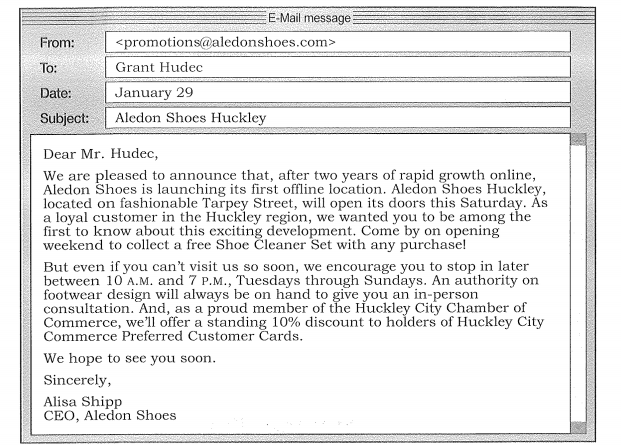 E-Mail message
From: <promotions@aledonshoes.com>
To: Grant Hudec
Date: January 29
Subject: Aledon Shoes Huckley
Dear Mr. Hudec,
We are pleased to announce that, after two years of rapid growth online,
Aledon Shoes is launching its first offline location. Aledon Shoes Huckley,
located on fashionable Tarpey Street, will open its doors this Saturday. As
a loyal customer in the Huckley region, we wanted you to be among the
first to know about this exciting development. Come by on opening
weekend to collect a free Shoe Cleaner Set with any purchase!
But even if you can't visit us so soon, we encourage you to stop in later
between 10 A.M. and 7 P.M., Tuesdays through Sundays. An authority on
footwear design will always be on hand to give you an in-person
consultation. And, as a proud member of the Huckley City Chamber of
Commerce, we'll offer a standing 10% discount to holders of Huckley City
Commerce Preferred Customer Cards.
We hope to see you soon.
Sincerely,
Alisa Shipp
CEO, Aledon Shoes